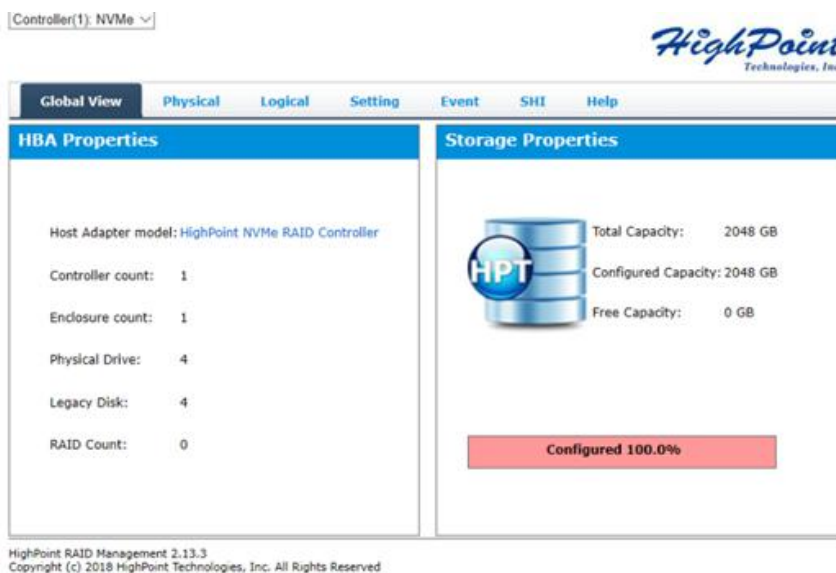 Controller(1): NVMe
HighPoint
Technologies, Inc
Global View Physical Logical Setting Event SHI Help
HBA Properties
Host Adapter model: HighPoint NVMe RAID Controller
Controller count: 1
Enclosure count: 1
Physical Drive: 4
Legacy Disk: 4
RAID Count: 0
Storage Properties
HPT
Total Capacity: 2048 GB
Configured Capacity: 2048 GB
Free Capacity: 0 GB
Configured 100.0%
HighPoint RAID Management 2.13.3
Copyright (c) 2018 HighPoint Technologies, Inc. All Rights Reserved